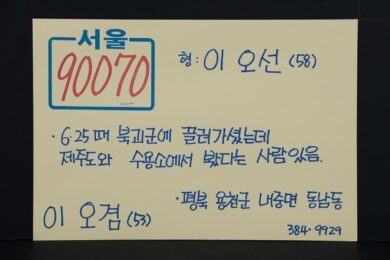 서울
90070
형: 이 오선 (58)
· 6·25 때 북괴군에 끌려가셨는데
제주도와 수용소에서 봤다는 사람있음.
· 평북 용천군 내중면 동남동
이 오겸 (53)
384·9929